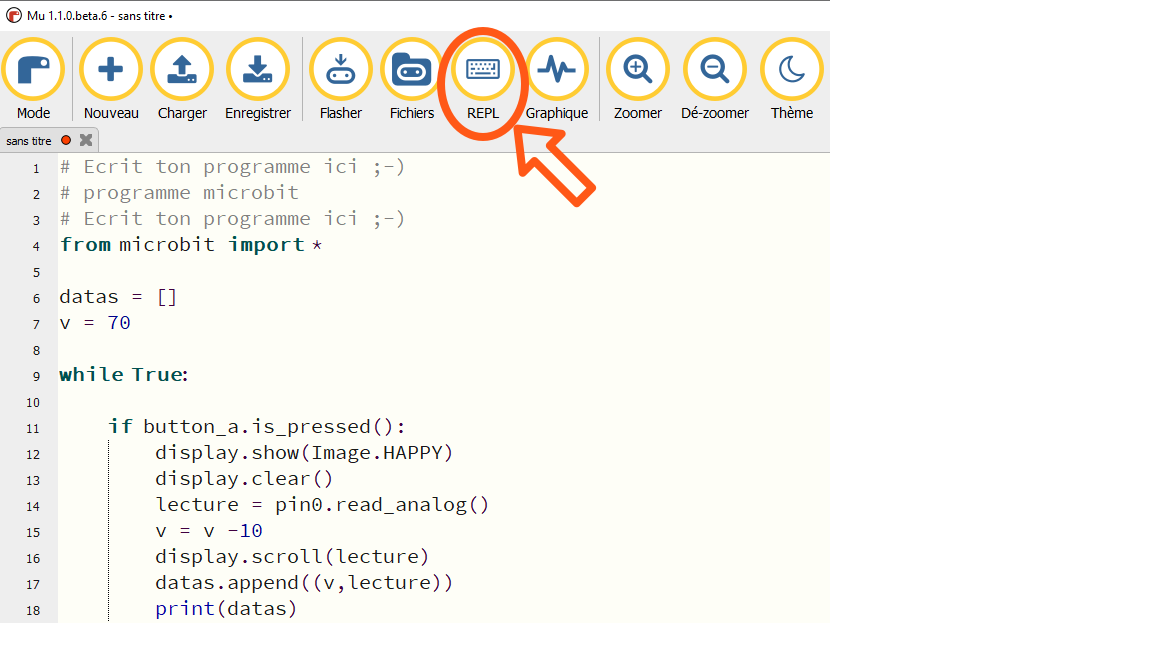 Mu 1.1.0.beta.6 - sans titre •
Mode Nouveau Charger Enregistrer Flasher Fichiers REPL Graphique Zoomer Dé-zoomer Thème
sans titre
1 # Ecrit ton programme ici ;-)
2 # programme microbit
3 # Ecrit ton programme ici ;-)
4 from microbit import *
5
6 datas = []
7 v = 70
8
9 while True:
10
11 if button_a.is_pressed():
12 display.show(Image.HAPPY)
13 display.clear()
14 lecture = pin0.read_analog()
15 v = v -10
16 display.scroll(lecture)
17 datas.append((v,lecture))
18 print(datas)